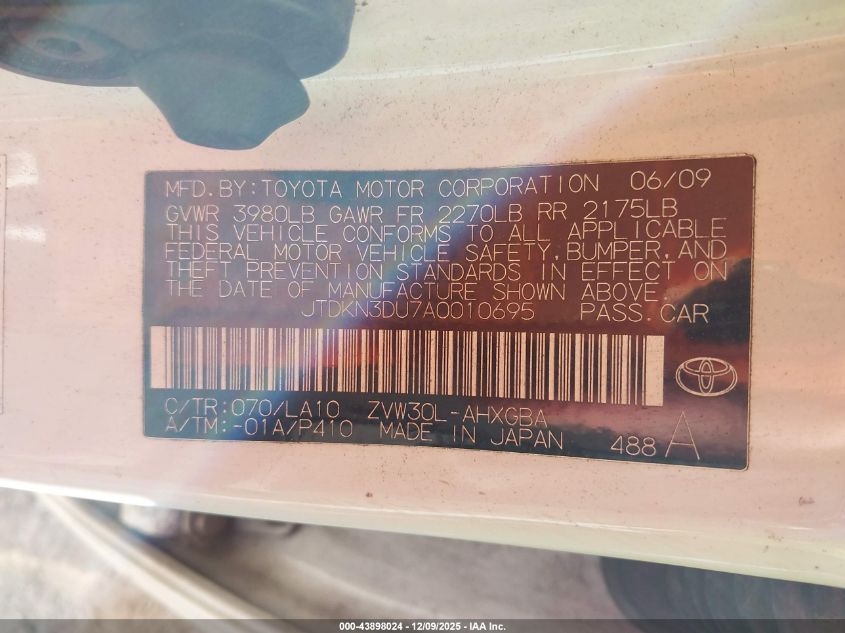 MFD. BY: TOYOTA MOTOR CORPORATION 06/09
GVWR 3980LB GAWR FR 2270LB RR 2175LB
THIS VEHICLE CONFORMS TO ALL APPLICABLE
FEDERAL MOTOR VEHICLE SAFETY, BUMPER, AND
THEFT PREVENTION STANDARDS IN EFFECT ON
THE DATE OF MANUFACTURE SHOWN ABOVE.
JTDKN3DU7A0010695 PASS. CAR
C/TR: 070/LA10 ZVW30L-AHXGBA
A/TM: -01A/P410 MADE IN JAPAN 488 A
000-43898024 - 12/09/2025 - IAA Inc.